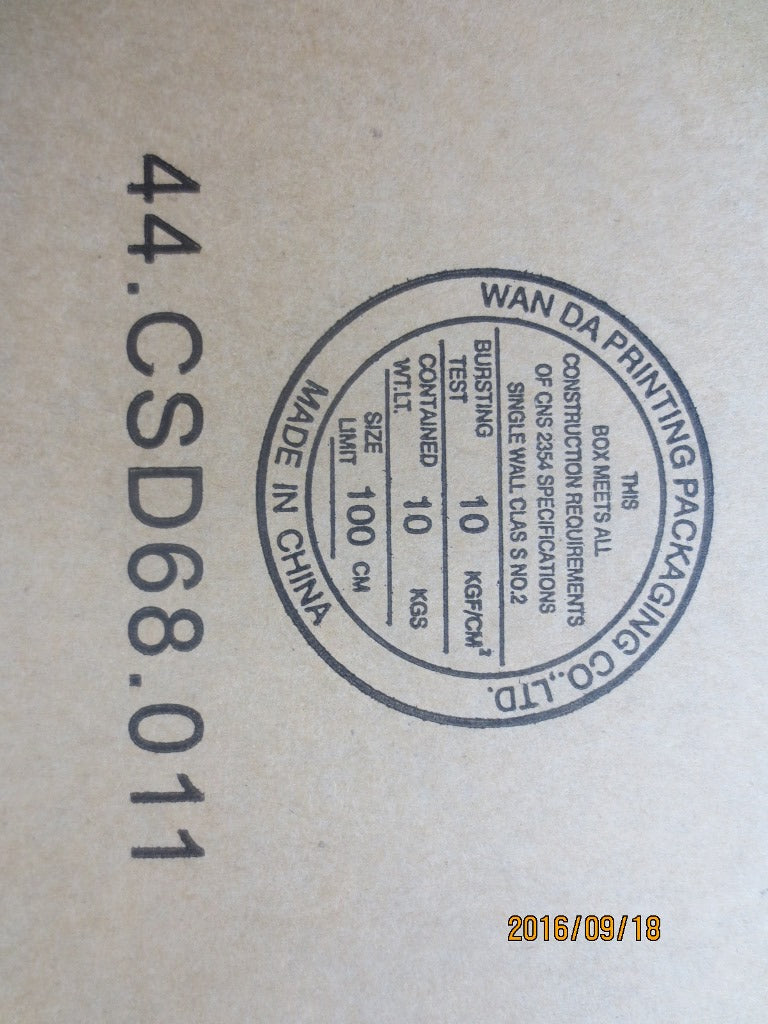 WAN DA PRINTING PACKAGING CO.,LTD.
THIS
BOX MEETS ALL
CONSTRUCTION REQUIREMENTS
OF CNS 2354 SPECIFICATIONS
SINGLE WALL CLAS S NO.2
BURSTING TEST 10 KGF/CM²
CONTAINED WT.LT. 10 KGS
SIZE LIMIT 100 CM
MADE IN CHINA
44.CSD68.011
2016/09/18